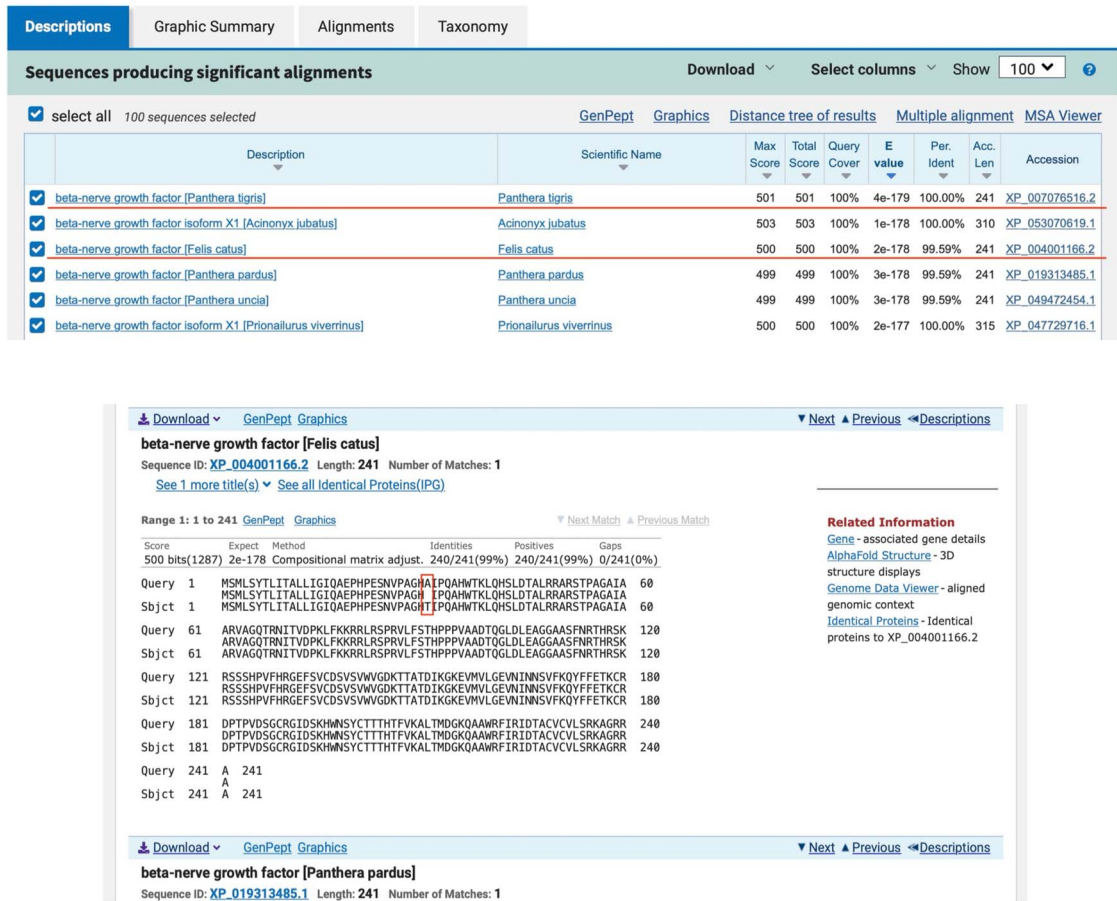 Descriptions Graphic Summary Alignments Taxonomy
Sequences producing significant alignments Download Select columns Show 100 ?
select all 100 sequences selected GenPept Graphics Distance tree of results Multiple alignment MSA Viewer
Description Scientific Name Max Score Total Score Query Cover E value Per. Ident Acc. Len Accession
beta-nerve growth factor [Panthera tigris] Panthera tigris 501 501 100% 4e-179 100.00% 241 XP_007076516.2
beta-nerve growth factor isoform X1 [Acinonyx jubatus] Acinonyx jubatus 503 503 100% 1e-178 100.00% 310 XP_053070619.1
beta-nerve growth factor [Felis catus] Felis catus 500 500 100% 2e-178 99.59% 241 XP_004001166.2
beta-nerve growth factor [Panthera pardus] Panthera pardus 499 499 100% 3e-178 99.59% 241 XP_019313485.1
beta-nerve growth factor [Panthera uncia] Panthera uncia 499 499 100% 3e-178 99.59% 241 XP_049472454.1
beta-nerve growth factor isoform X1 [Prionailurus viverrinus] Prionailurus viverrinus 500 500 100% 2e-177 100.00% 315 XP_047729716.1
Download GenPept Graphics Next Previous Descriptions
beta-nerve growth factor [Felis catus]
Sequence ID: XP_004001166.2 Length: 241 Number of Matches: 1
See 1 more title(s) See all Identical Proteins(IPG)
Range 1: 1 to 241 GenPept Graphics Next Match Previous Match
Score Expect Method Identities Positives Gaps
500 bits(1287) 2e-178 Compositional matrix adjust. 240/241(99%) 240/241(99%) 0/241(0%)
Query 1 MSMLSYTLITALLIGIQAEPHPESNVPAGHAIPQAHWTKLQHSLDTALRRARSTPAGAIA 60
MSMLSYTLITALLIGIQAEPHPESNVPAGH IPQAHWTKLQHSLDTALRRARSTPAGAIA
Sbjct 1 MSMLSYTLITALLIGIQAEPHPESNVPAGHTIPQAHWTKLQHSLDTALRRARSTPAGAIA 60
Query 61 ARVAGQTRNITVDPKLFKKRRLRSPRVLFSTHPPPVAADTQGLDLEAGGAASFNRTHRSK 120
ARVAGQTRNITVDPKLFKKRRLRSPRVLFSTHPPPVAADTQGLDLEAGGAASFNRTHRSK
Sbjct 61 ARVAGQTRNITVDPKLFKKRRLRSPRVLFSTHPPPVAADTQGLDLEAGGAASFNRTHRSK 120
Query 121 RSSSHPVFHRGEFSVCDSVSVWVGDKTTATDIKGKEVMVLGEVNINNSVFKQYFFETKCR 180
RSSSHPVFHRGEFSVCDSVSVWVGDKTTATDIKGKEVMVLGEVNINNSVFKQYFFETKCR
Sbjct 121 RSSSHPVFHRGEFSVCDSVSVWVGDKTTATDIKGKEVMVLGEVNINNSVFKQYFFETKCR 180
Query 181 DPTPVDSGCRGIDSKHWNSYCTTTHTFVKALTMDGKQAAWRFIRIDTACVCVLSRKAGRR 240
DPTPVDSGCRGIDSKHWNSYCTTTHTFVKALTMDGKQAAWRFIRIDTACVCVLSRKAGRR
Sbjct 181 DPTPVDSGCRGIDSKHWNSYCTTTHTFVKALTMDGKQAAWRFIRIDTACVCVLSRKAGRR 240
Query 241 A 241
A
Sbjct 241 A 241
Related Information
Gene - associated gene details
AlphaFold Structure - 3D
structure displays
Genome Data Viewer - aligned
genomic context
Identical Proteins - Identical
proteins to XP_004001166.2
Download GenPept Graphics Next Previous Descriptions
beta-nerve growth factor [Panthera pardus]
Sequence ID: XP_019313485.1 Length: 241 Number of Matches: 1